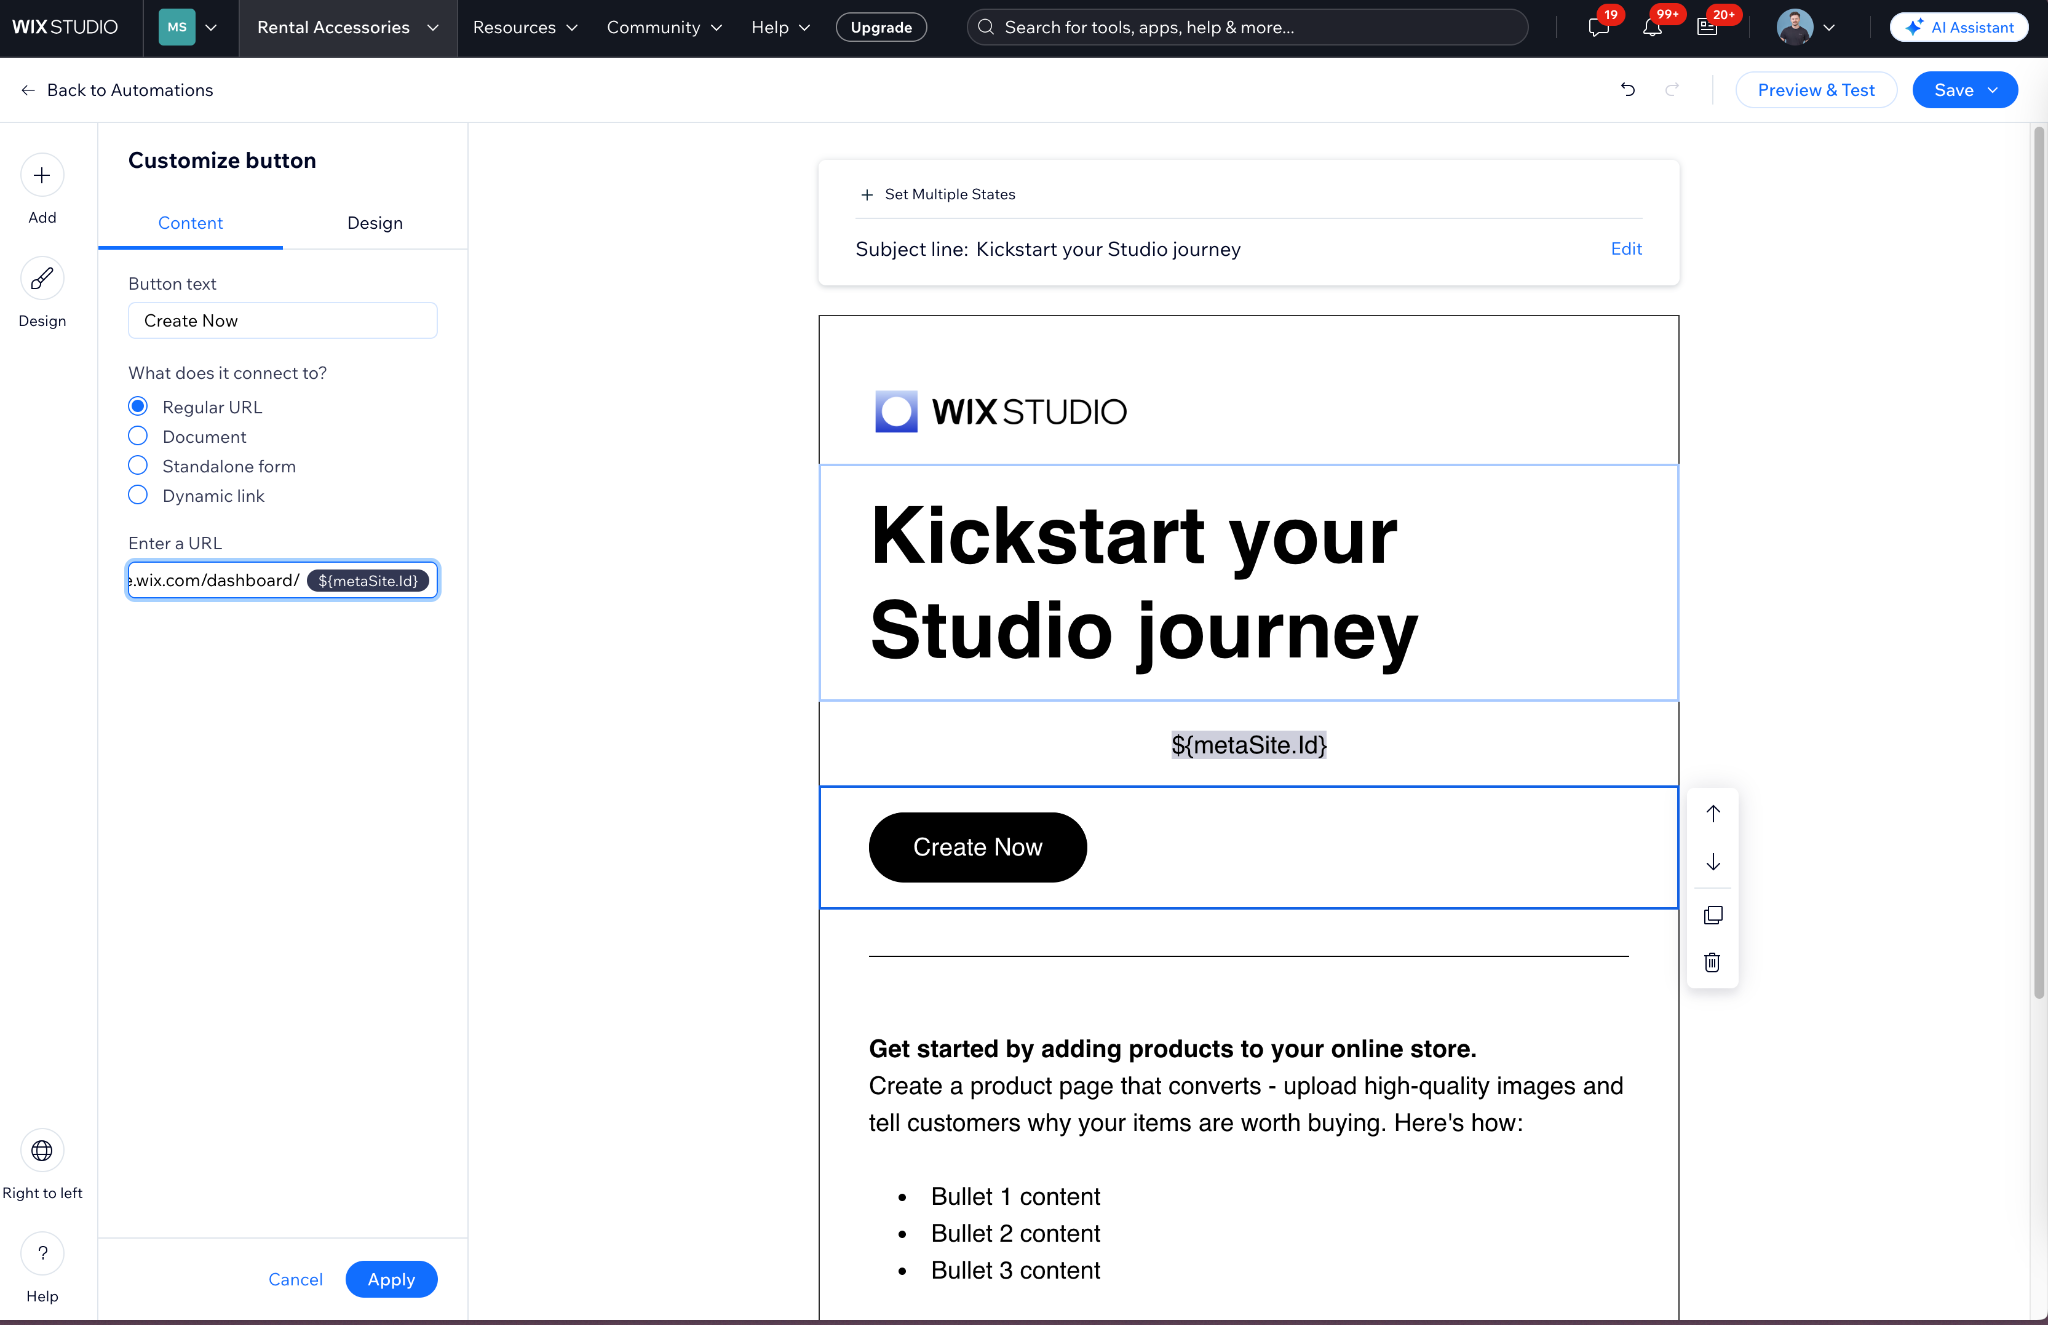 WIX STUDIO
MS
Rental Accessories
Resources
Community
Help
Upgrade
Search for tools, apps, help & more...
19
99+
20+
AI Assistant
Back to Automations
Preview & Test
Save
Add
Design
Customize button
Content
Design
Button text
Create Now
What does it connect to?
Regular URL
Document
Standalone form
Dynamic link
Enter a URL
e.wix.com/dashboard/ ${metaSite.Id}
Cancel
Apply
Right to left
?
Help
Set Multiple States
Subject line: Kickstart your Studio journey
Edit
WIX STUDIO
Kickstart your
Studio journey
${metaSite.Id}
Create Now
Get started by adding products to your online store.
Create a product page that converts - upload high-quality images and
tell customers why your items are worth buying. Here's how:
• Bullet 1 content
• Bullet 2 content
• Bullet 3 content